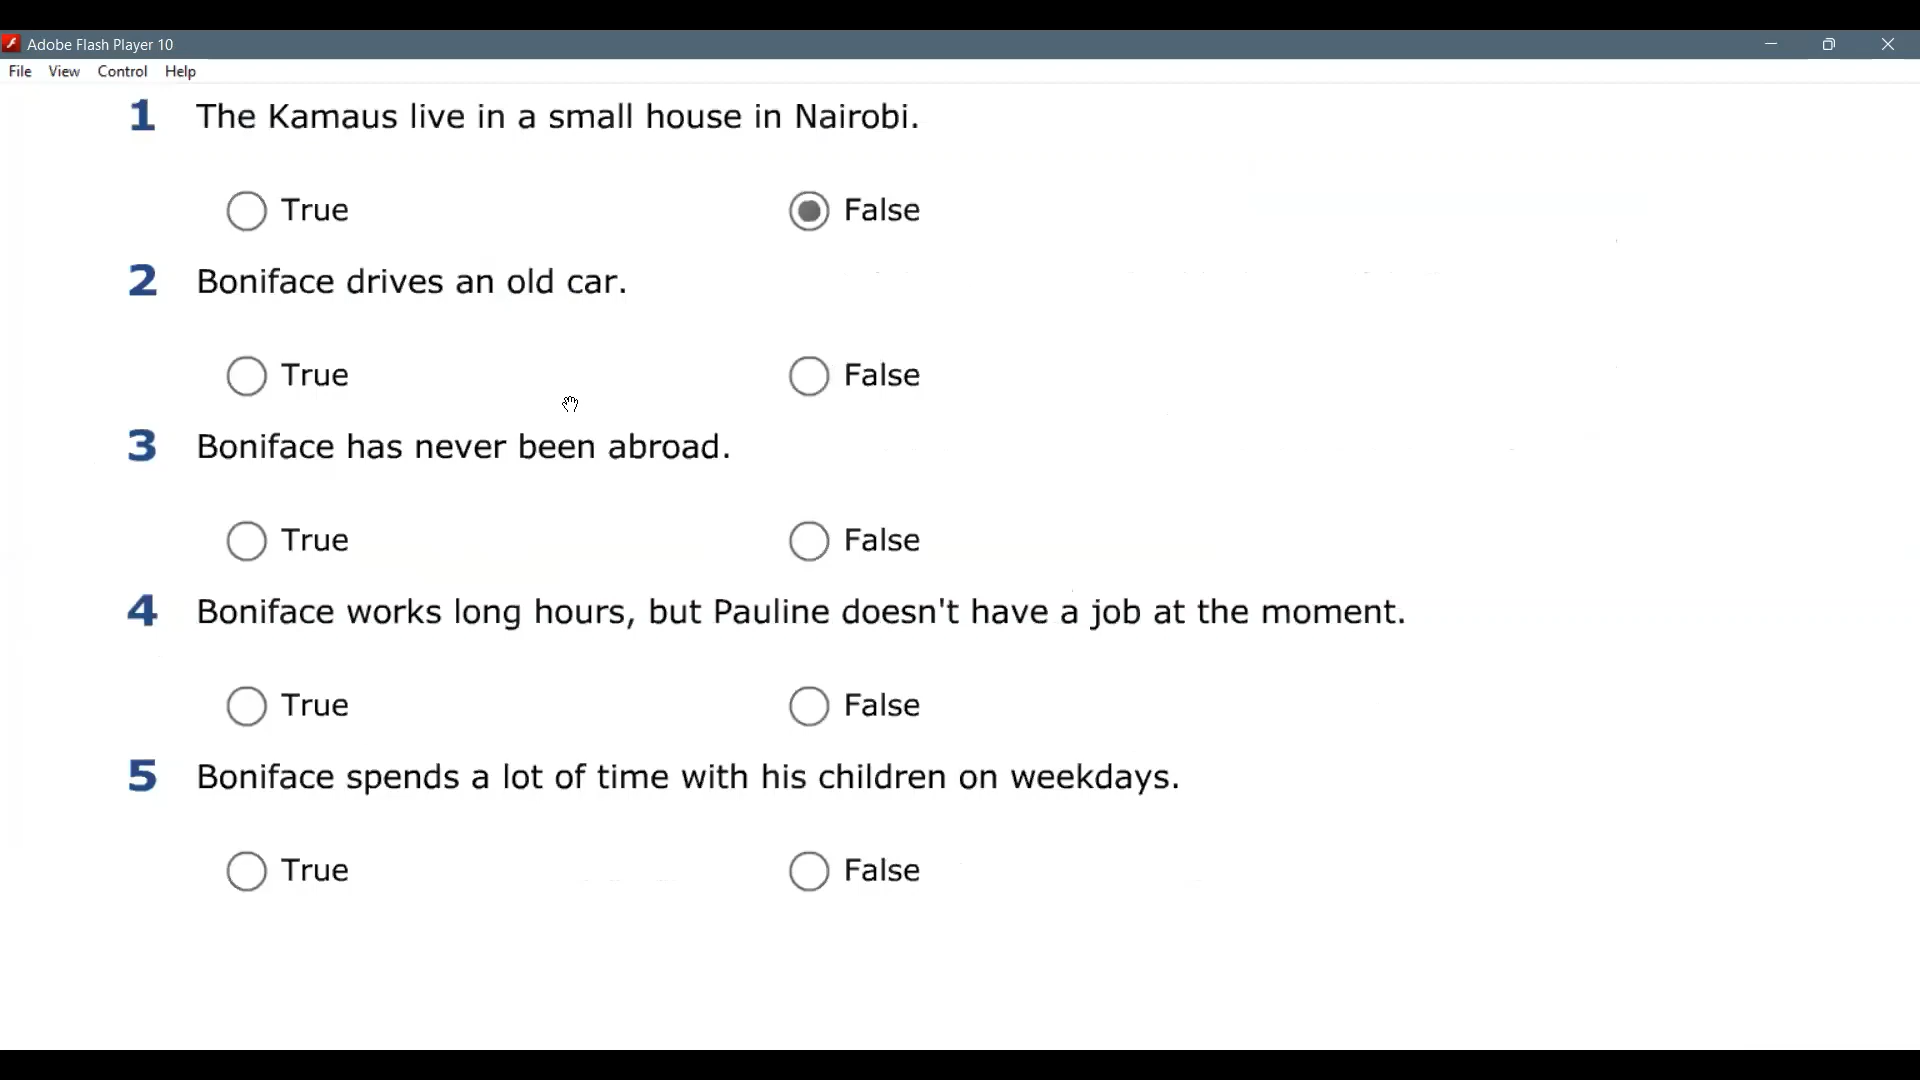 Adobe Flash Player 10
File View Control Help
1 The Kamaus live in a small house in Nairobi.
True False
2 Boniface drives an old car.
True False
3 Boniface has never been abroad.
True False
4 Boniface works long hours, but Pauline doesn't have a job at the moment.
True False
5 Boniface spends a lot of time with his children on weekdays.
True False